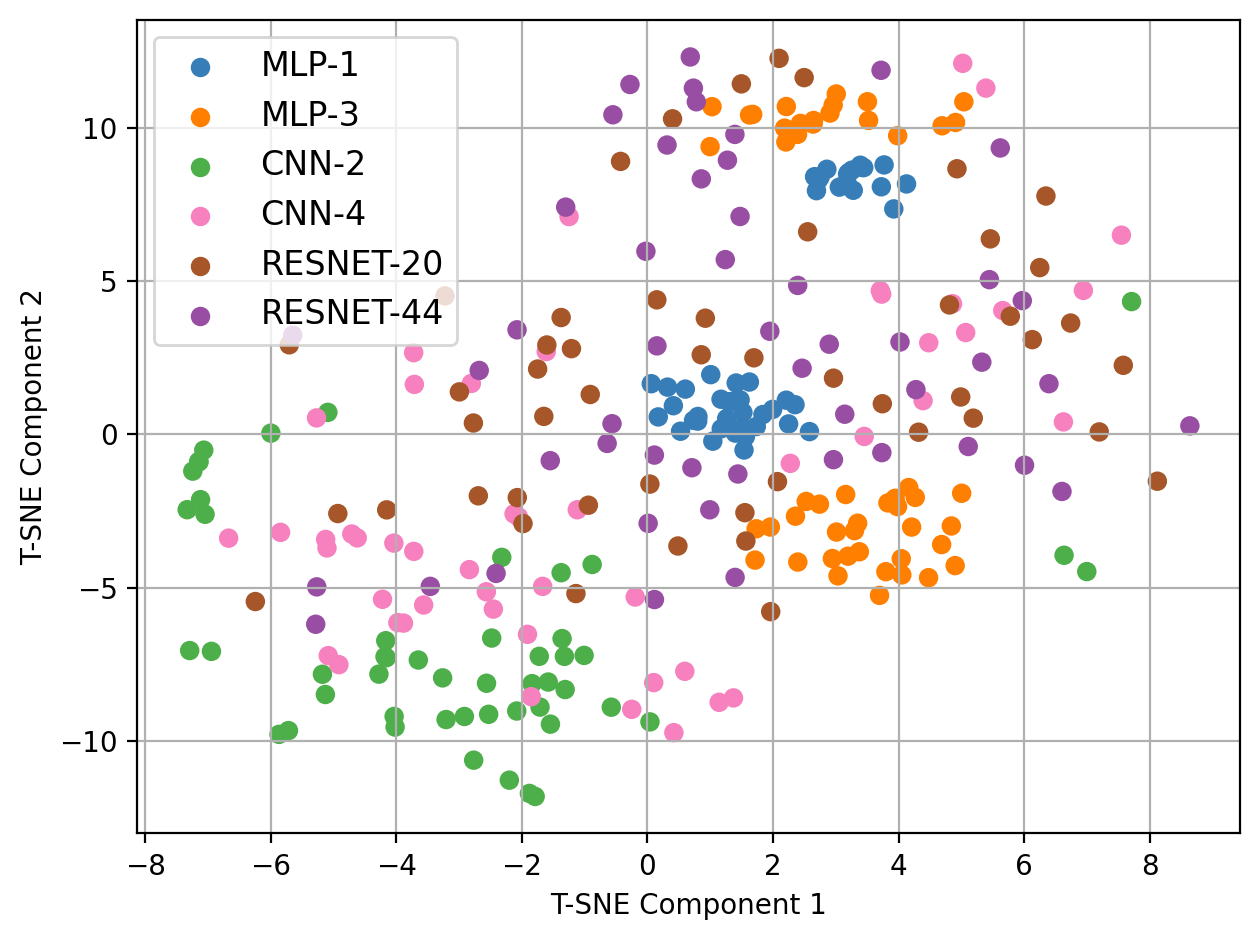 MLP-1
MLP-3
CNN-2
CNN-4
RESNET-20
RESNET-44
10
5
0
−5
−10
T-SNE Component 2
−8 −6 −4 −2 0 2 4 6 8
T-SNE Component 1